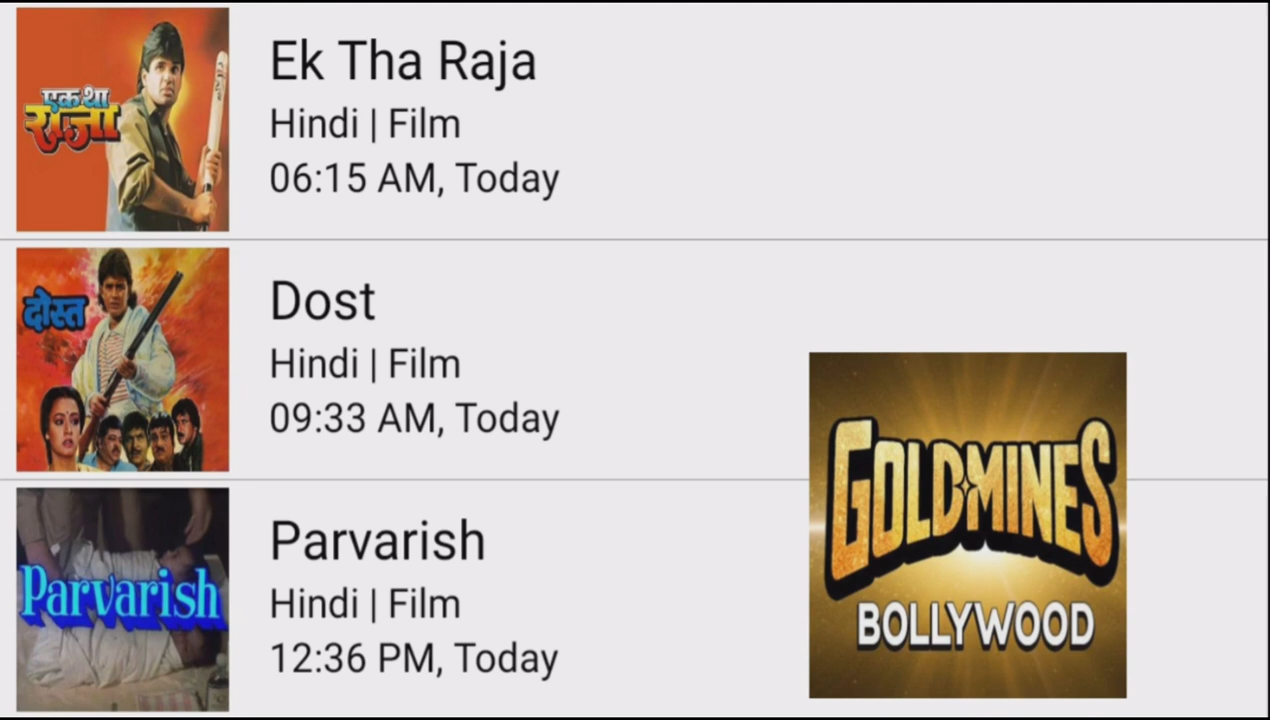 एक था
राजा
Ek Tha Raja
Hindi | Film
06:15 AM, Today
दोस्त
Dost
Hindi | Film
09:33 AM, Today
Parvarish
Parvarish
Hindi | Film
12:36 PM, Today
GOLDMINES
BOLLYWOOD